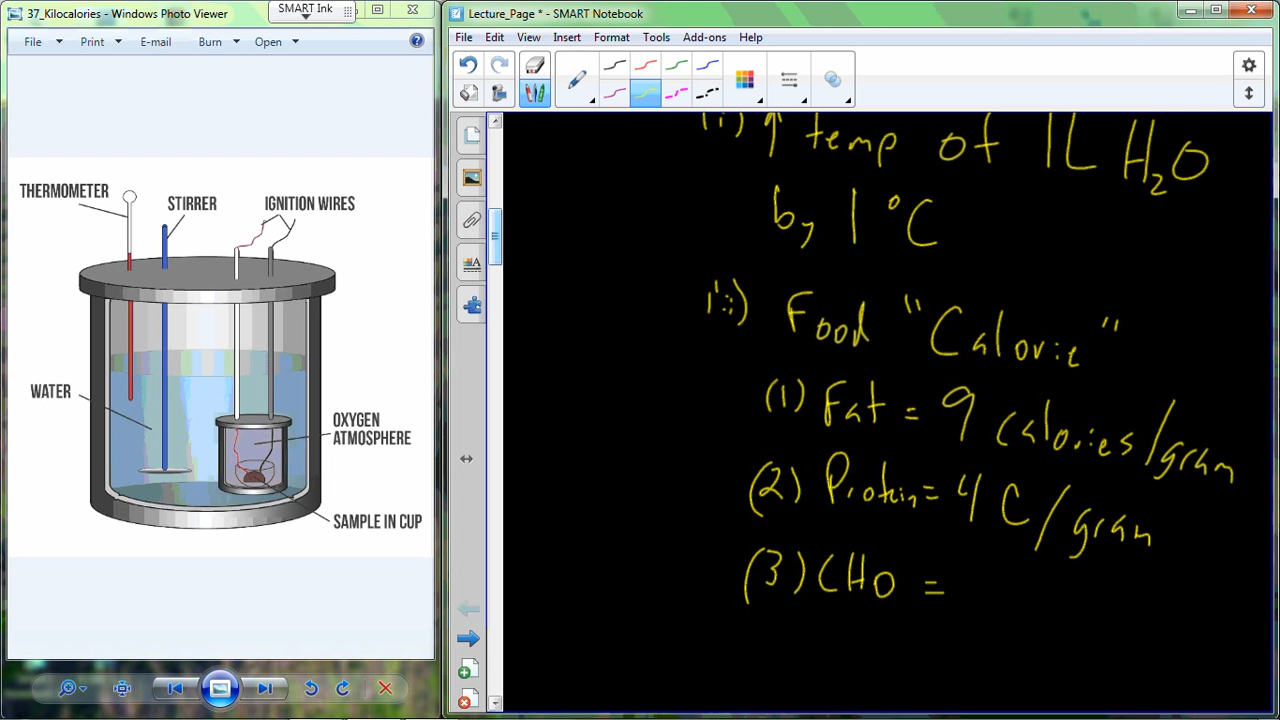 37_Kilocalories - Windows Photo Viewer
SMART Ink
File Print E-mail Burn Open
THERMOMETER
STIRRER
IGNITION WIRES
WATER
OXYGEN
ATMOSPHERE
SAMPLE IN CUP
Lecture_Page * - SMART Notebook
File Edit View Insert Format Tools Add-ons Help
ii) ↑ temp of 1L H₂O
by 1 °C
iii) Food "Calorie"
(1) Fat = 9 calories/gram
(2) Protein = 4 C/gram
(3) CHO =